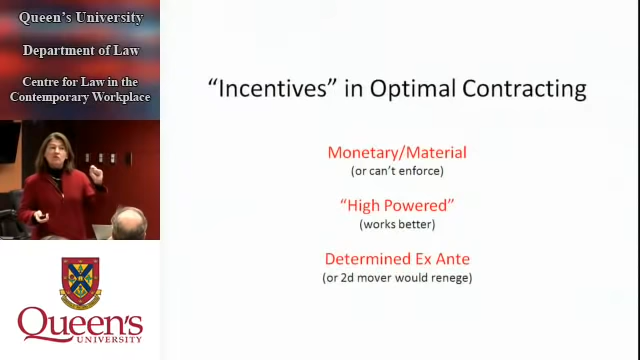 Queen's University
Department of Law
Centre for Law in the
Contemporary Workplace
Queen's
UNIVERSITY
"Incentives" in Optimal Contracting
Monetary/Material
(or can't enforce)
"High Powered"
(works better)
Determined Ex Ante
(or 2d mover would renege)